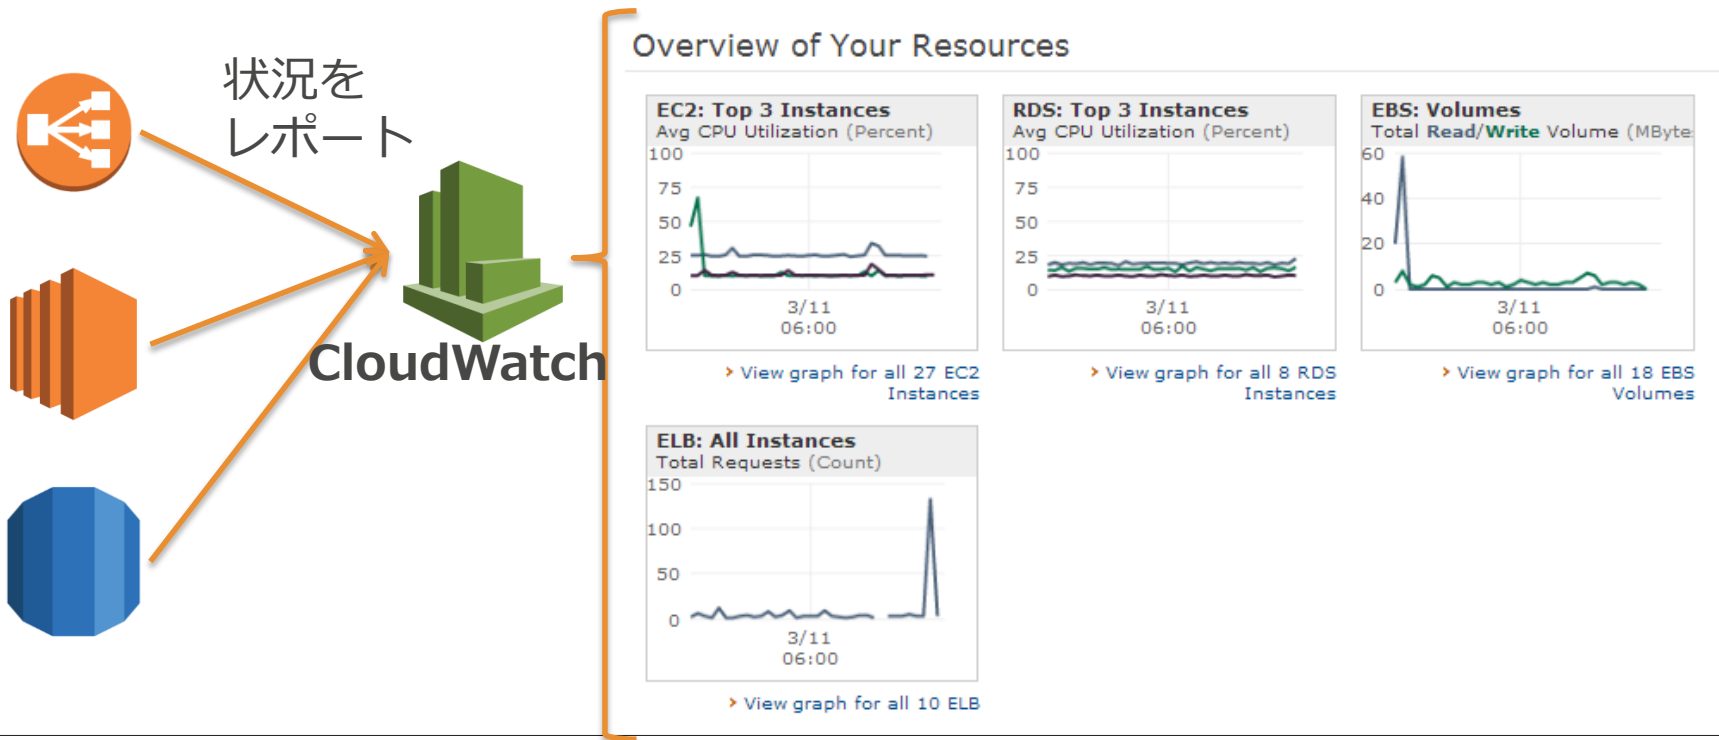 状況を
レポート
CloudWatch
Overview of Your Resources
EC2: Top 3 Instances
Avg CPU Utilization (Percent)
100
75
50
25
0
3/11
06:00
View graph for all 27 EC2
Instances
RDS: Top 3 Instances
Avg CPU Utilization (Percent)
100
75
50
25
0
3/11
06:00
View graph for all 8 RDS
Instances
EBS: Volumes
Total Read/Write Volume (MByte
60
40
20
0
3/11
06:00
View graph for all 18 EBS
Volumes
ELB: All Instances
Total Requests (Count)
150
100
50
0
3/11
06:00
View graph for all 10 ELB